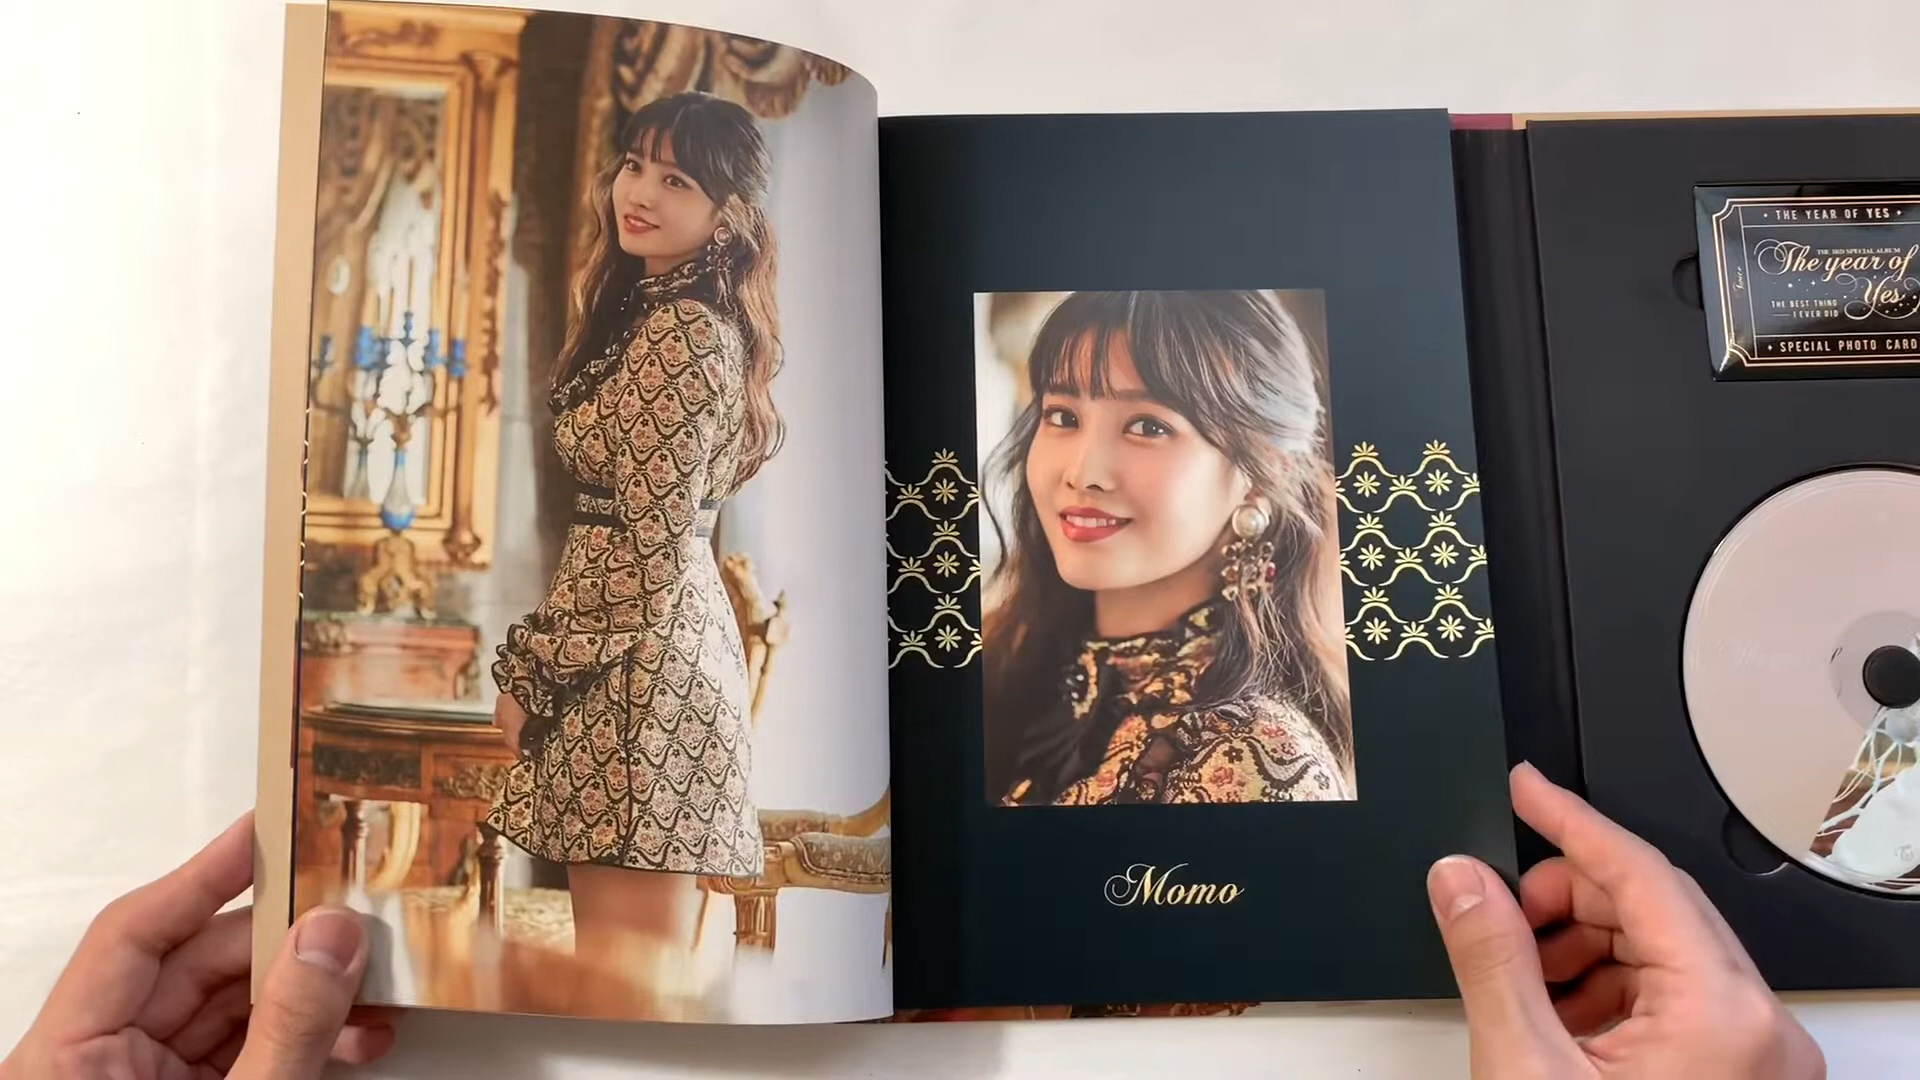 Momo
THE YEAR OF YES
THE 3RD SPECIAL ALBUM
The year of
Yes
THE BEST THING
I EVER DID
SPECIAL PHOTO CARD